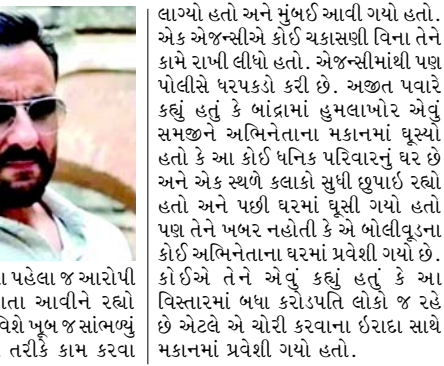 ા પહેલા જ આરોપી
ાતા આવીને રહ્યો
વિશે ખૂબ જ સાંભળ્યું
તરીકે કામ કરવા
લાગ્યો હતો અને મુંબઈ આવી ગયો હતો.
એક એજન્સીએ કોઈ ચકાસણી વિના તેને
કામે રાખી લીધો હતો. એજન્સીમાંથી પણ
પોલીસે ધરપકડો કરી છે. અજીત પવારે
કહ્યું હતું કે બાંદ્રામાં હુમલાખોર એવું
સમજીને અભિનેતાના મકાનમાં ઘૂસ્યો
હતો કે આ કોઈ ધનિક પરિવારનું ઘર છે
અને એક સ્થળે કલાકો સુધી છુપાઇ રહ્યો
હતો અને પછી ઘરમાં ઘૂસી ગયો હતો
પણ તેને ખબર નહોતી કે એ બોલીવૂડના
કોઈ અભિનેતાના ઘરમાં પ્રવેશી ગયો છે.
કોઈએ તેને એવું કહ્યું હતું કે આ
વિસ્તારમાં બધા કરોડપતિ લોકો જ રહે
છે એટલે એ ચોરી કરવાના ઇરાદા સાથે
મકાનમાં પ્રવેશી ગયો હતો.